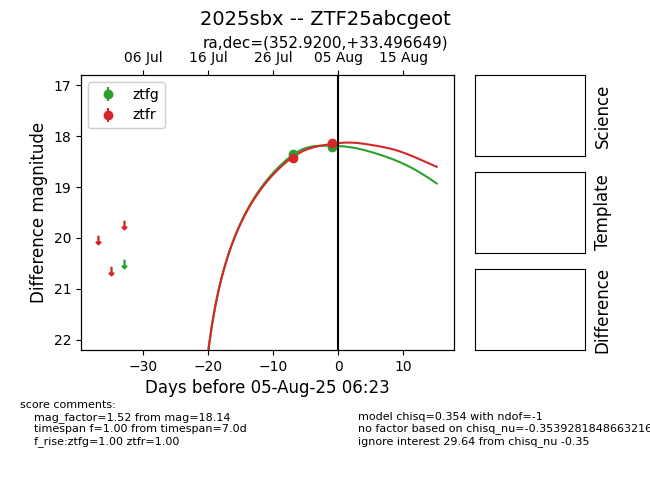 2025sbx -- ZTF25abcgeot
ra,dec=(352.9200,+33.496649)
06 Jul
16 Jul
26 Jul
05 Aug
15 Aug
ztfg
ztfr
Difference magnitude
17
18
19
20
21
22
−30
−20
−10
0
10
Days before 05-Aug-25 06:23
Science
Template
Difference
score comments:
mag_factor=1.52 from mag=18.14
timespan f=1.00 from timespan=7.0d
f_rise:ztfg=1.00 ztfr=1.00
model chisq=0.354 with ndof=-1
no factor based on chisq_nu=-0.3539281848663216
ignore interest 29.64 from chisq_nu -0.35